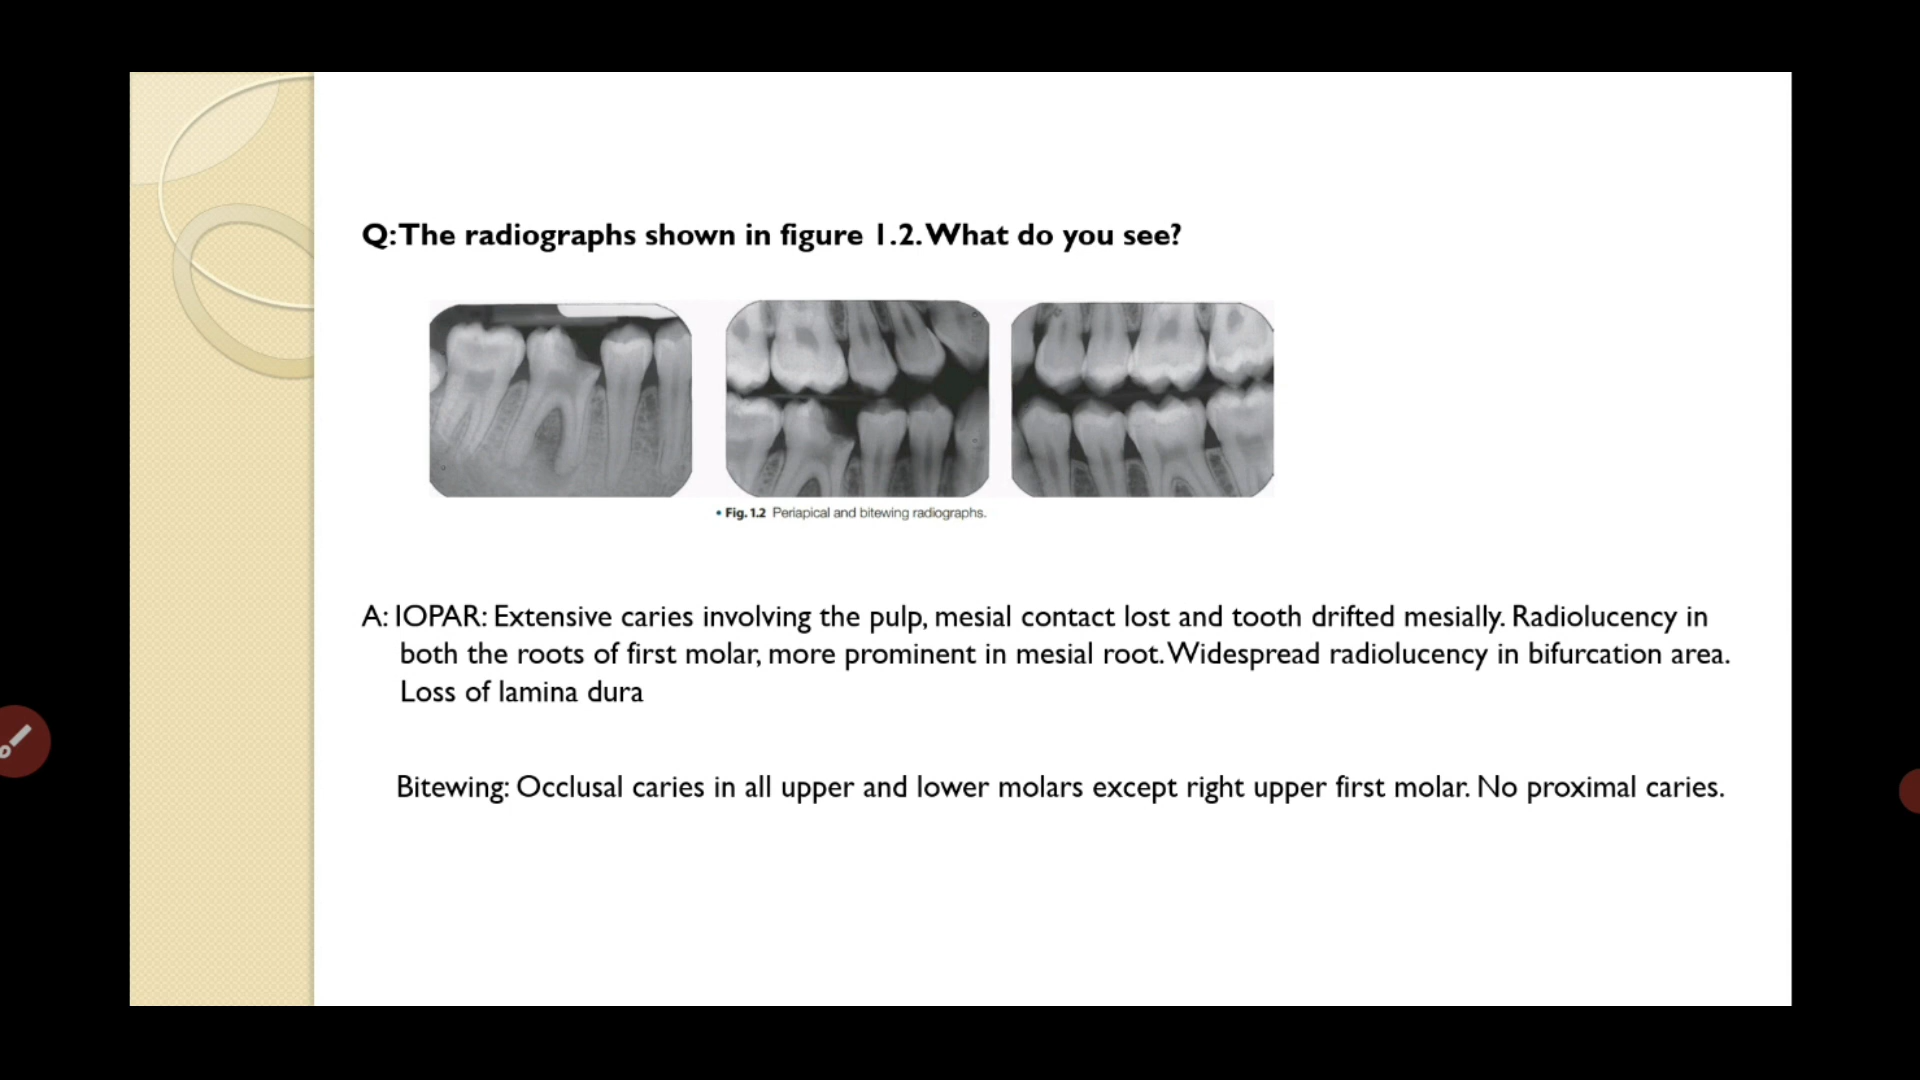 Q:The radiographs shown in figure 1.2.What do you see?
• Fig. 1.2 Periapical and bitewing radiographs.
A: IOPAR: Extensive caries involving the pulp, mesial contact lost and tooth drifted mesially. Radiolucency in
both the roots of first molar, more prominent in mesial root.Widespread radiolucency in bifurcation area.
Loss of lamina dura
Bitewing: Occlusal caries in all upper and lower molars except right upper first molar. No proximal caries.